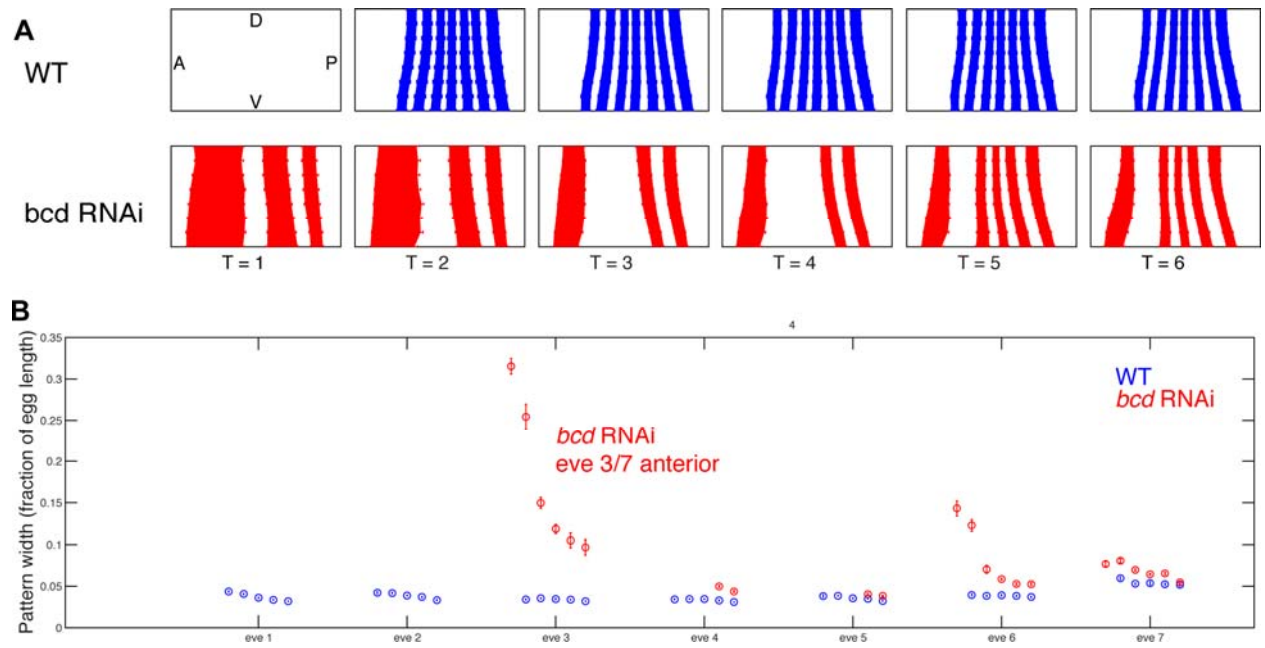 A
WT
D
A P
V
bcd RNAi
T = 1 T = 2 T = 3 T = 4 T = 5 T = 6
B
4
Pattern width (fraction of egg length)
0.35
0.3
0.25
0.2
0.15
0.1
0.05
0
WT
bcd RNAi
bcd RNAi
eve 3/7 anterior
eve 1 eve 2 eve 3 eve 4 eve 5 eve 6 eve 7